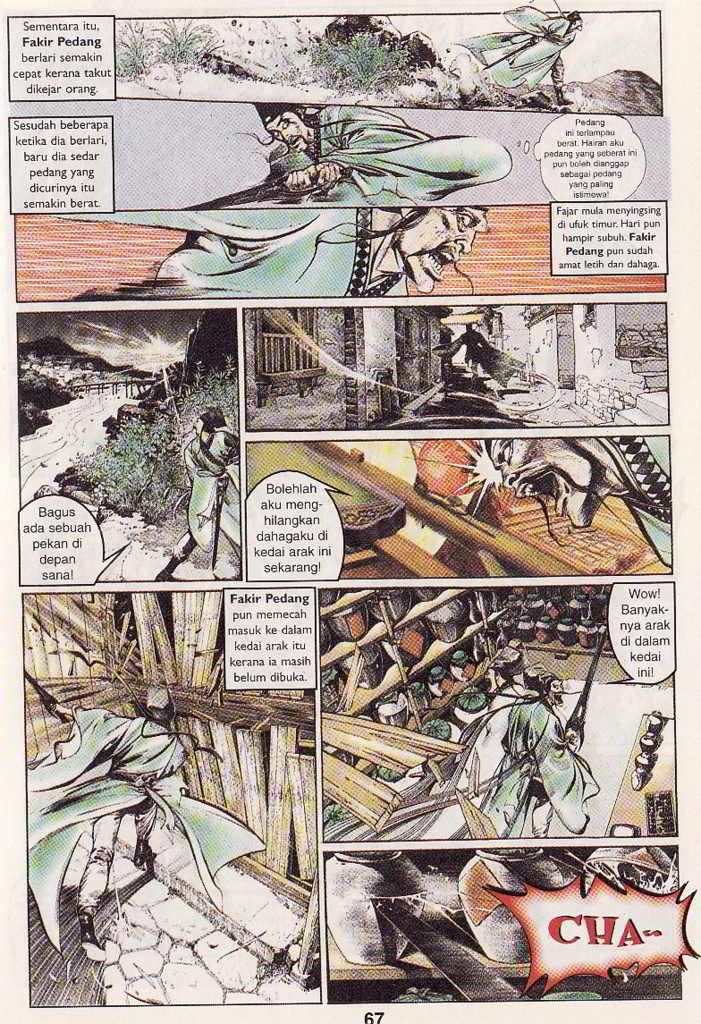 Sementara itu,
Fakir Pedang
berlari semakin
cepat kerana takut
dikejar orang.
Sesudah beberapa
ketika dia berlari,
baru dia sedar
pedang yang
dicurinya itu
semakin berat.
Pedang
ini terlampau
berat. Hairan aku
pedang yang seberat ini
pun boleh dianggap
sebagai pedang
yang paling
istimewa!
Fajar mula menyingsing
di ufuk timur. Hari pun
hampir subuh. Fakir
Pedang pun sudah
amat letih dan dahaga.
Bagus
ada sebuah
pekan di
depan
sana!
Bolehlah
aku meng-
hilangkan
dahagaku di
kedai arak ini
sekarang!
Fakir Pedang
pun memecah
masuk ke dalam
kedai arak itu
kerana ia masih
belum dibuka.
Wow!
Banyak-
nya arak
di dalam
kedai
ini!
CHA~
67